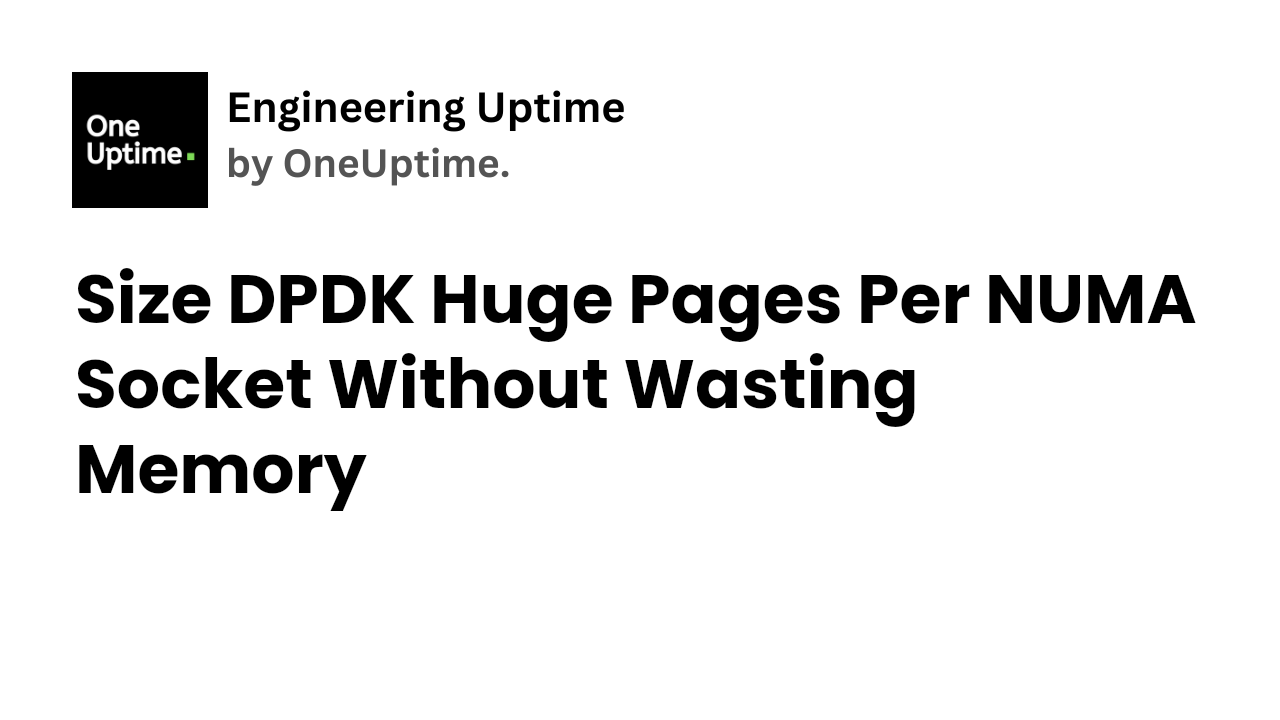 One
Uptime
Engineering Uptime
by OneUptime.
Size DPDK Huge Pages Per NUMA
Socket Without Wasting
Memory